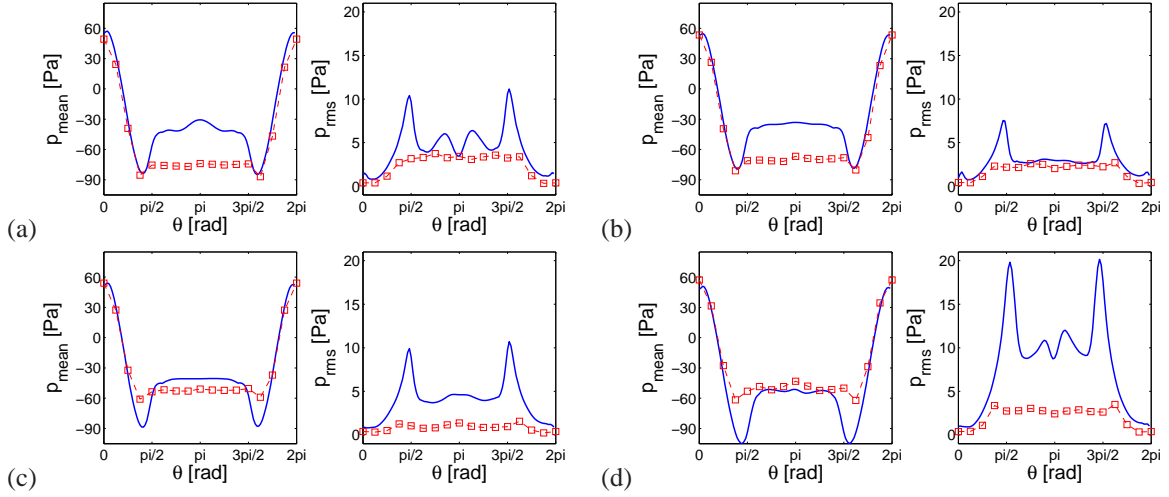 p_mean [Pa]
60
30
0
−30
−60
−90
0 pi/2 pi 3pi/2 2pi
θ [rad]
p_rms [Pa]
20
15
10
5
0
0 pi/2 pi 3pi/2 2pi
θ [rad]
(a)
p_mean [Pa]
60
30
0
−30
−60
−90
0 pi/2 pi 3pi/2 2pi
θ [rad]
p_rms [Pa]
20
15
10
5
0
0 pi/2 pi 3pi/2 2pi
θ [rad]
(b)
p_mean [Pa]
60
30
0
−30
−60
−90
0 pi/2 pi 3pi/2 2pi
θ [rad]
p_rms [Pa]
20
15
10
5
0
0 pi/2 pi 3pi/2 2pi
θ [rad]
(c)
p_mean [Pa]
60
30
0
−30
−60
−90
0 pi/2 pi 3pi/2 2pi
θ [rad]
p_rms [Pa]
20
15
10
5
0
0 pi/2 pi 3pi/2 2pi
θ [rad]
(d)